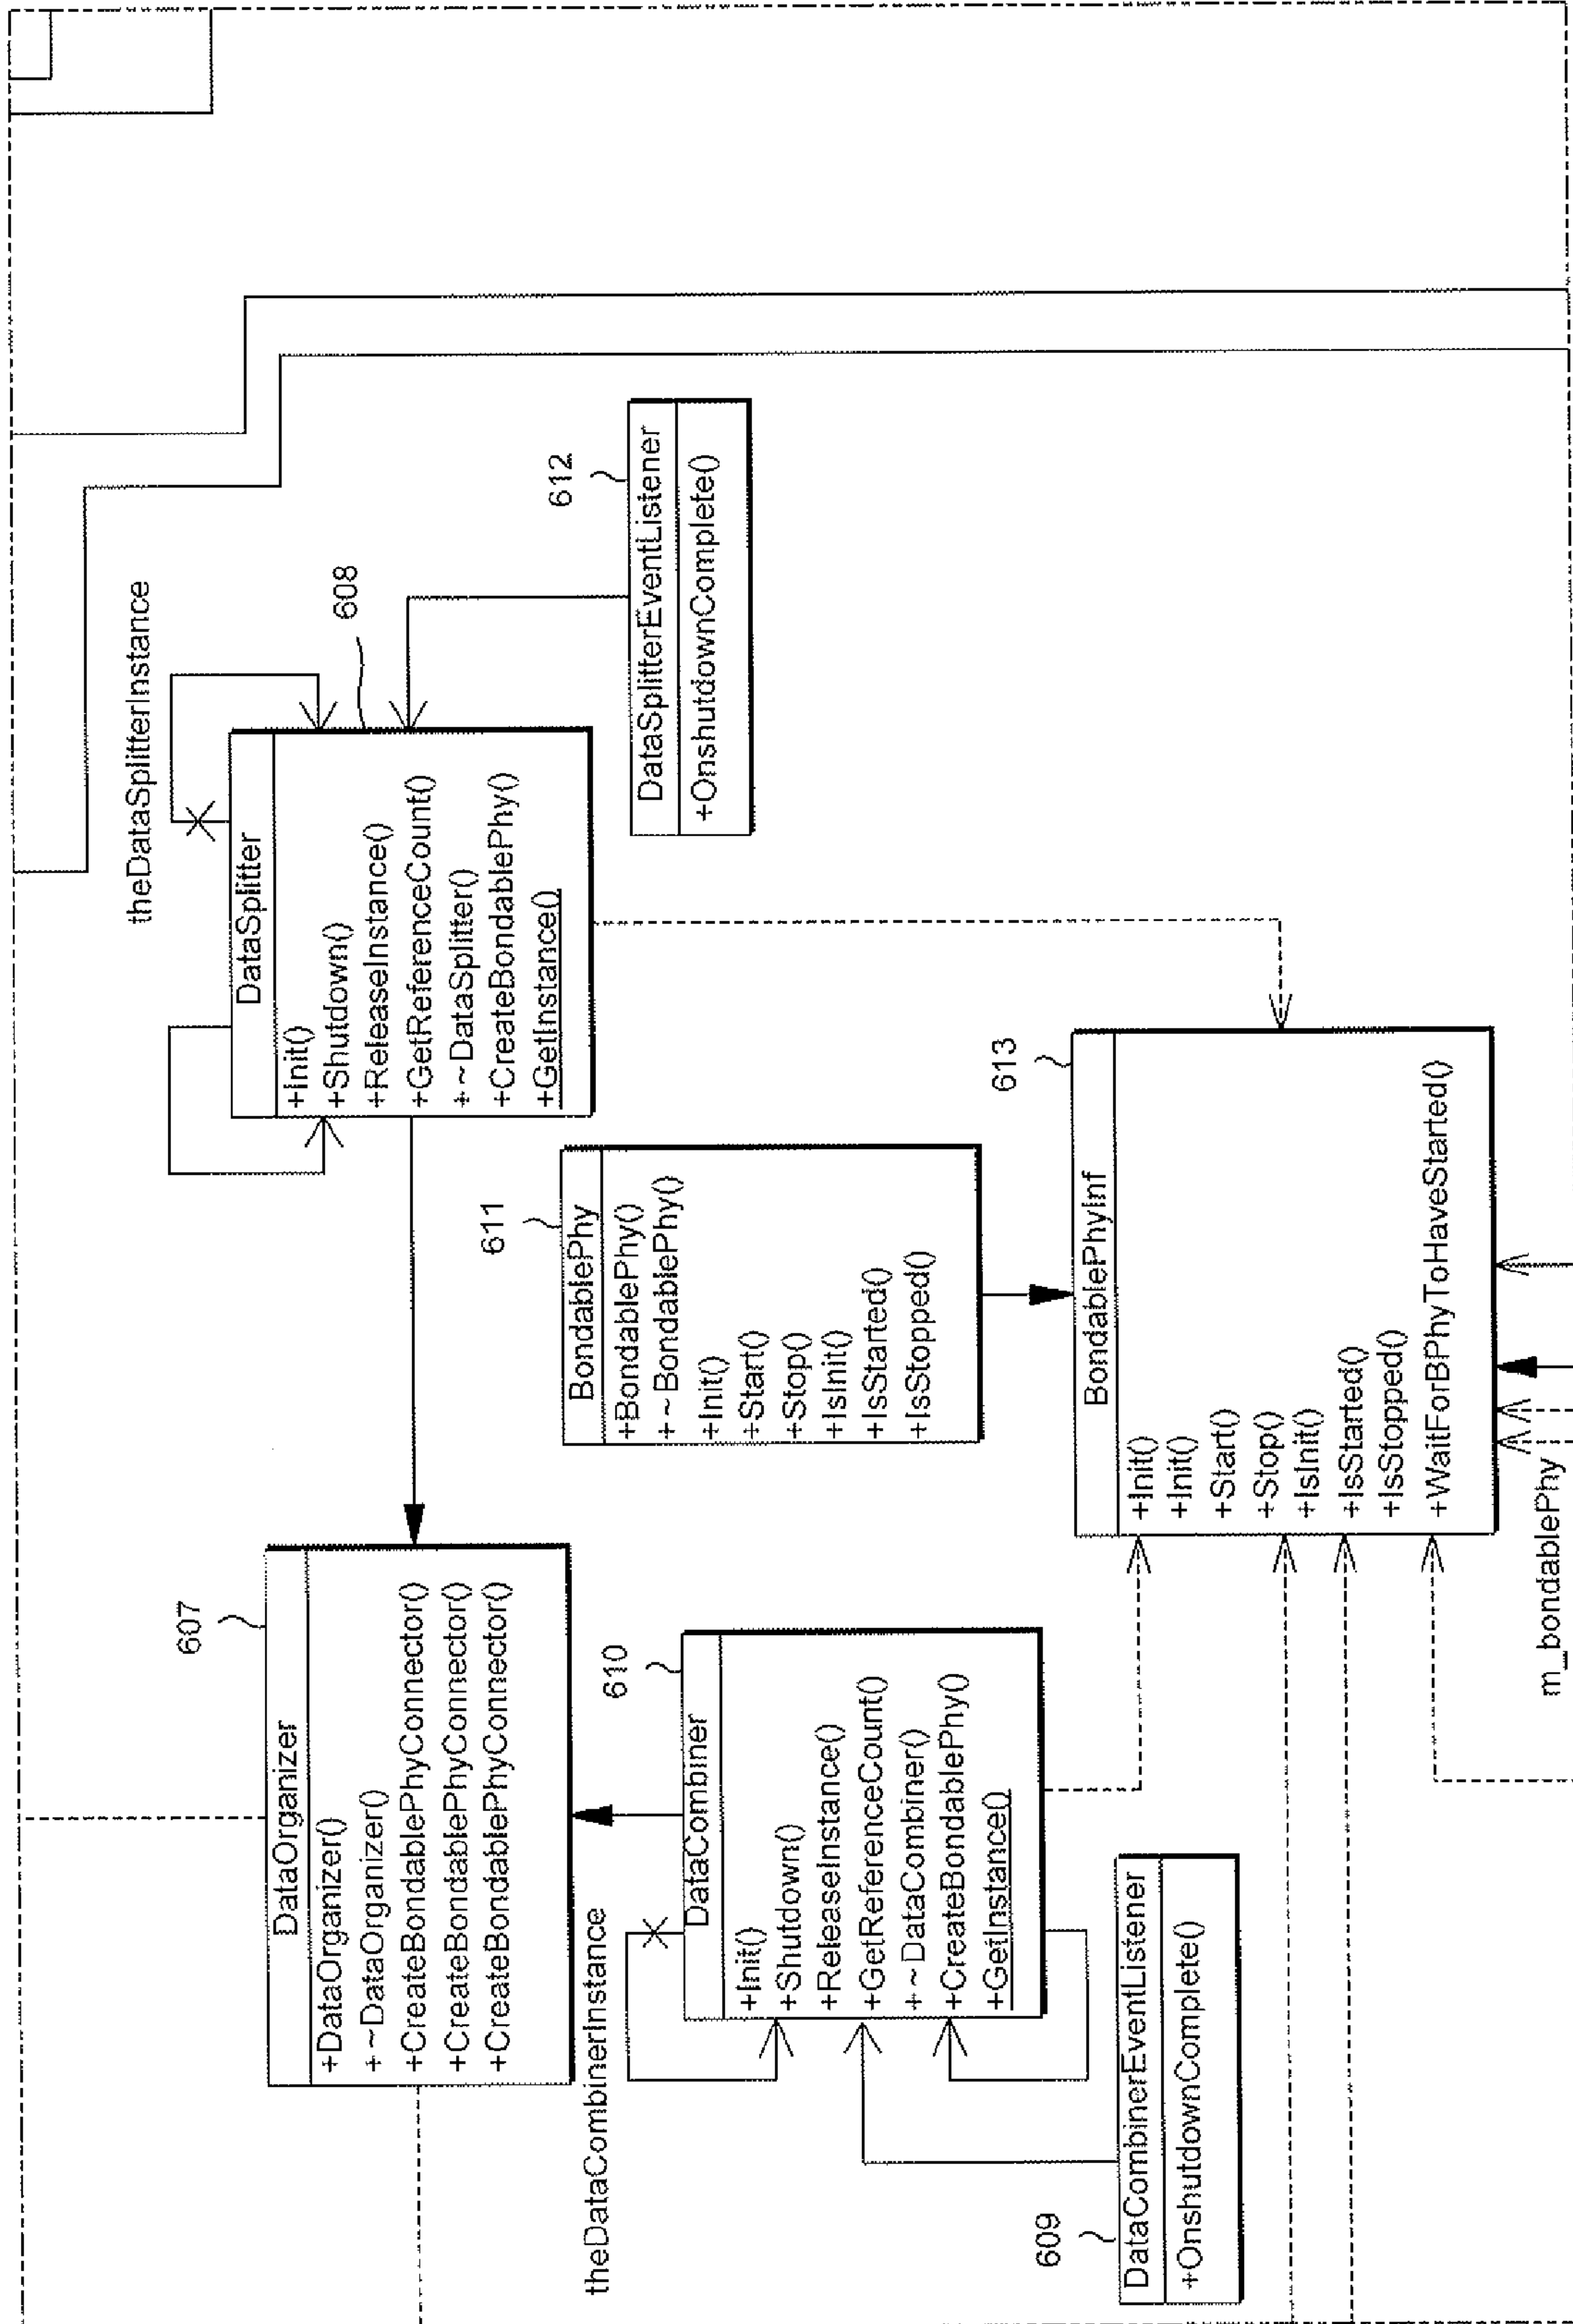 607
DataOrganizer
+DataOrganizer()
+~DataOrganizer()
+CreateBondablePhyConnector()
+CreateBondablePhyConnector()
+CreateBondablePhyConnector()
theDataSplitterInstance
608
DataSplitter
+Init()
+Shutdown()
+ReleaseInstance()
+GetReferenceCount()
+~DataSplitter()
+CreateBondablePhy()
+GetInstance()
theDataCombinerInstance
610
DataCombiner
+Init()
+Shutdown()
+ReleaseInstance()
+GetReferenceCount()
+~DataCombiner()
+CreateBondablePhy()
+GetInstance()
611
BondablePhy
+BondablePhy()
+~BondablePhy()
+Init()
+Start()
+Stop()
+IsInit()
+IsStarted()
+IsStopped()
612
DataSplitterEventListener
+OnshutdownComplete()
609
DataCombinerEventListener
+OnshutdownComplete()
613
BondablePhyInf
+Init()
+Init()
+Start()
+Stop()
+IsInit()
+IsStarted()
+IsStopped()
+WaitForBPhyToHaveStarted()
m_bondablePhy